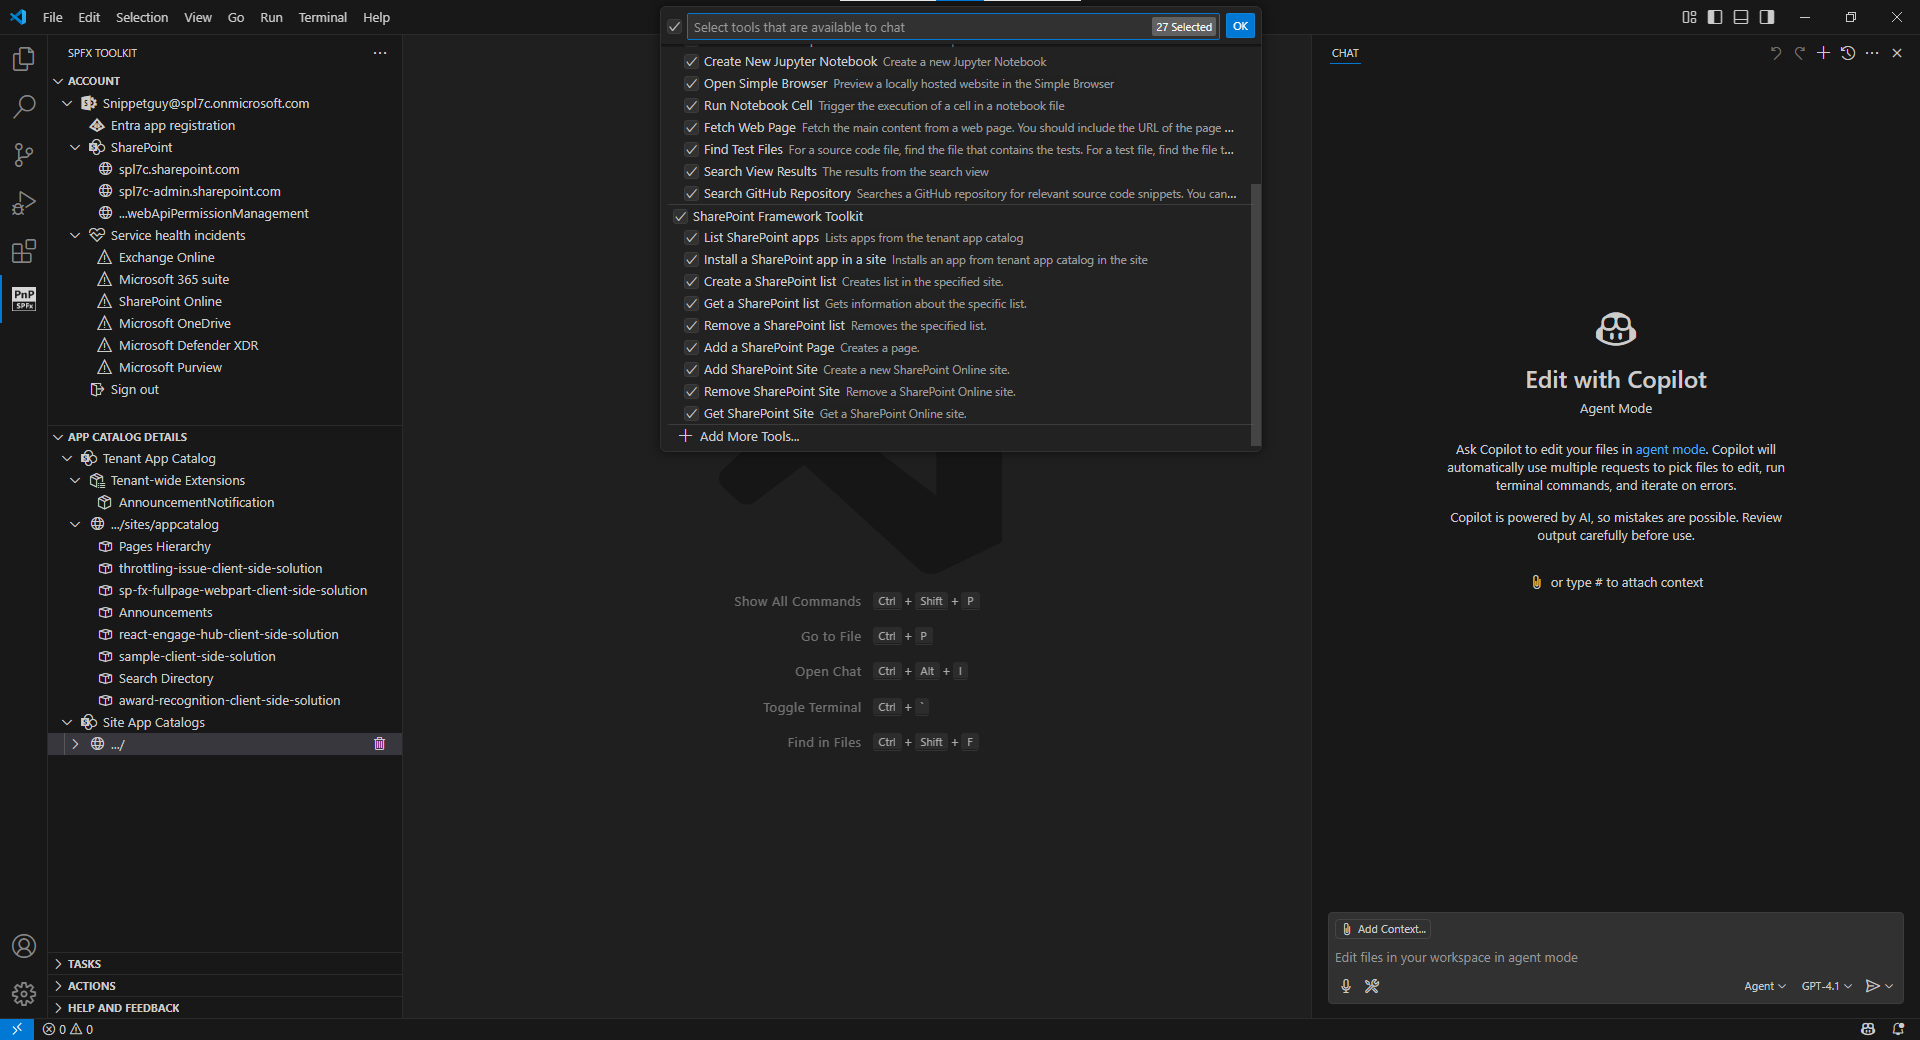 File Edit Selection View Go Run Terminal Help
Select tools that are available to chat 27 Selected OK
Create New Jupyter Notebook Create a new Jupyter Notebook
Open Simple Browser Preview a locally hosted website in the Simple Browser
Run Notebook Cell Trigger the execution of a cell in a notebook file
Fetch Web Page Fetch the main content from a web page. You should include the URL of the page ...
Find Test Files For a source code file, find the file that contains the tests. For a test file, find the file t...
Search View Results The results from the search view
Search GitHub Repository Searches a GitHub repository for relevant source code snippets. You can...
SharePoint Framework Toolkit
List SharePoint apps Lists apps from the tenant app catalog
Install a SharePoint app in a site Installs an app from tenant app catalog in the site
Create a SharePoint list Creates list in the specified site.
Get a SharePoint list Gets information about the specific list.
Remove a SharePoint list Removes the specified list.
Add a SharePoint Page Creates a page.
Add SharePoint Site Create a new SharePoint Online site.
Remove SharePoint Site Remove a SharePoint Online site.
Get SharePoint Site Get a SharePoint Online site.
Add More Tools...
SPFX TOOLKIT
ACCOUNT
Snippetguy@spl7c.onmicrosoft.com
Entra app registration
SharePoint
spl7c.sharepoint.com
spl7c-admin.sharepoint.com
...webApiPermissionManagement
Service health incidents
Exchange Online
Microsoft 365 suite
SharePoint Online
Microsoft OneDrive
Microsoft Defender XDR
Microsoft Purview
Sign out
PnP
SPFx
APP CATALOG DETAILS
Tenant App Catalog
Tenant-wide Extensions
AnnouncementNotification
.../sites/appcatalog
Pages Hierarchy
throttling-issue-client-side-solution
sp-fx-fullpage-webpart-client-side-solution
Announcements
react-engage-hub-client-side-solution
sample-client-side-solution
Search Directory
award-recognition-client-side-solution
Site App Catalogs
.../
TASKS
ACTIONS
HELP AND FEEDBACK
0 0
Show All Commands Ctrl + Shift + P
Go to File Ctrl + P
Open Chat Ctrl + Alt + I
Toggle Terminal Ctrl + `
Find in Files Ctrl + Shift + F
CHAT
Edit with Copilot
Agent Mode
Ask Copilot to edit your files in agent mode. Copilot will
automatically use multiple requests to pick files to edit, run
terminal commands, and iterate on errors.
Copilot is powered by AI, so mistakes are possible. Review
output carefully before use.
or type # to attach context
Add Context...
Edit files in your workspace in agent mode
Agent GPT-4.1